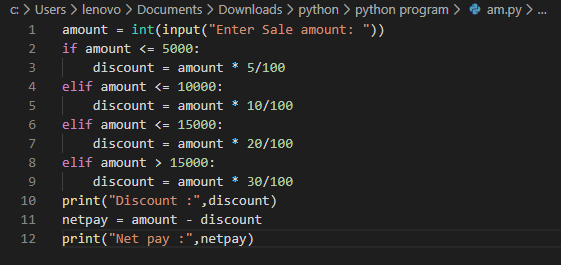 c: > Users > lenovo > Documents > Downloads > python > python program > am.py > ...
1 amount = int(input("Enter Sale amount: "))
2 if amount <= 5000:
3     discount = amount * 5/100
4 elif amount <= 10000:
5     discount = amount * 10/100
6 elif amount <= 15000:
7     discount = amount * 20/100
8 elif amount > 15000:
9     discount = amount * 30/100
10 print("Discount :",discount)
11 netpay = amount - discount
12 print("Net pay :",netpay)